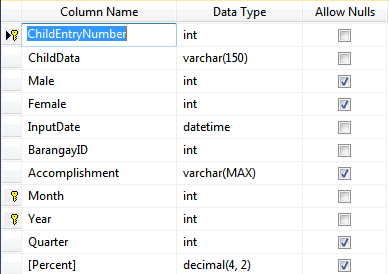 Column Name Data Type Allow Nulls
ChildEntryNumber int
ChildData varchar(150)
Male int
Female int
InputDate datetime
BarangayID int
Accomplishment varchar(MAX)
Month int
Year int
Quarter int
[Percent] decimal(4, 2)